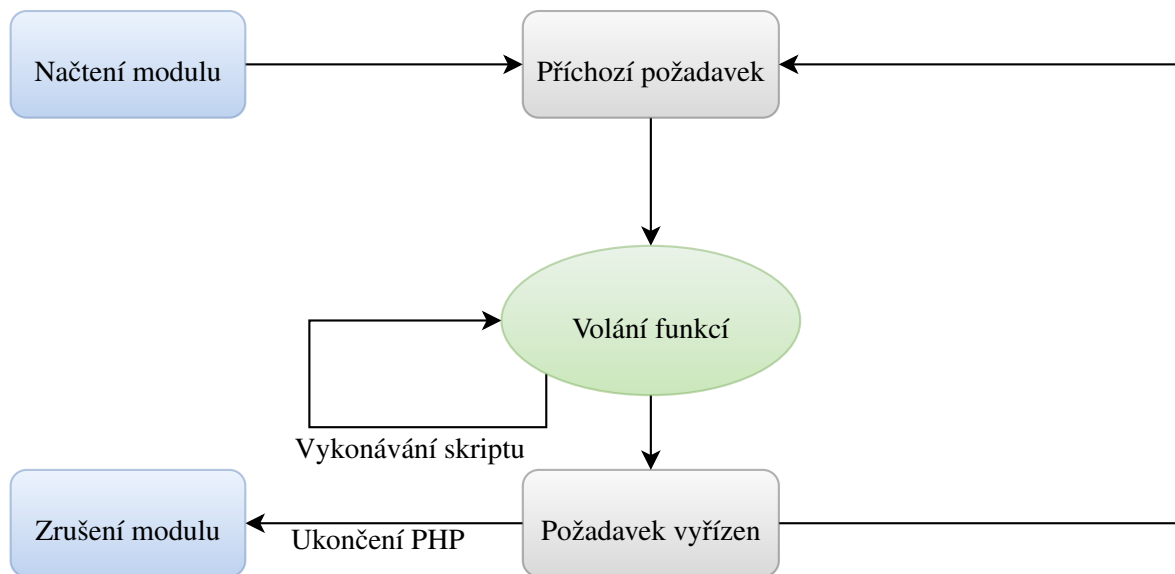 Načtení modulu
Příchozí požadavek
Volání funkcí
Vykonávání skriptu
Zrušení modulu
Ukončení PHP
Požadavek vyřízen